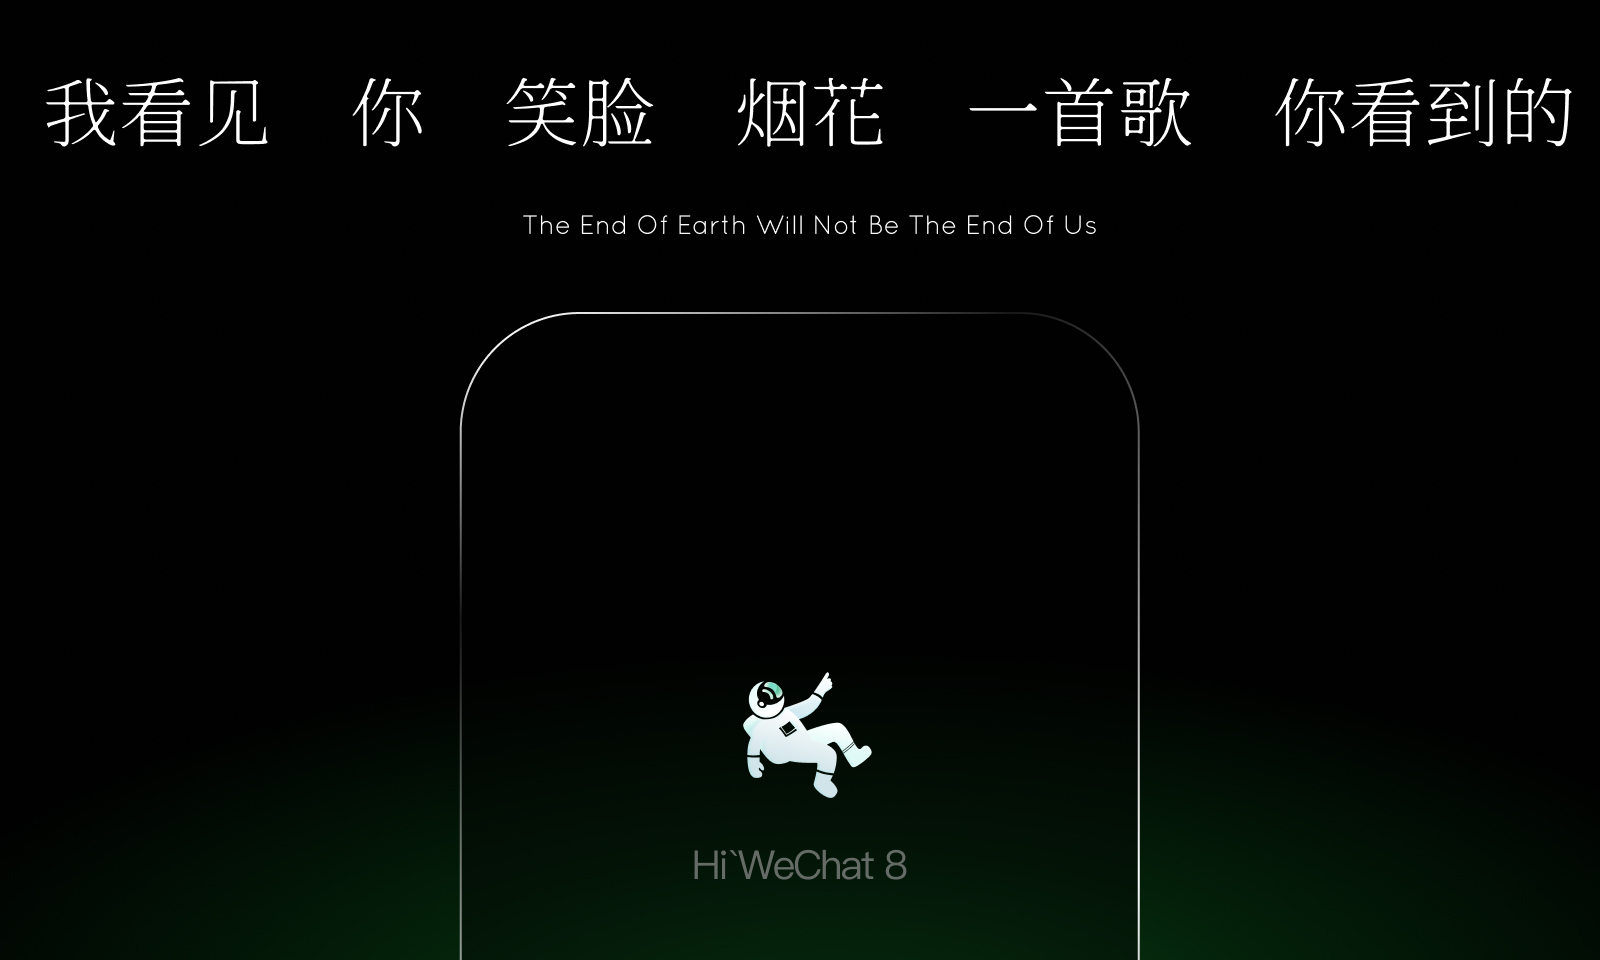 我看见 你 笑脸 烟花 一首歌 你看到的
The End Of Earth Will Not Be The End Of Us
Hi`WeChat 8